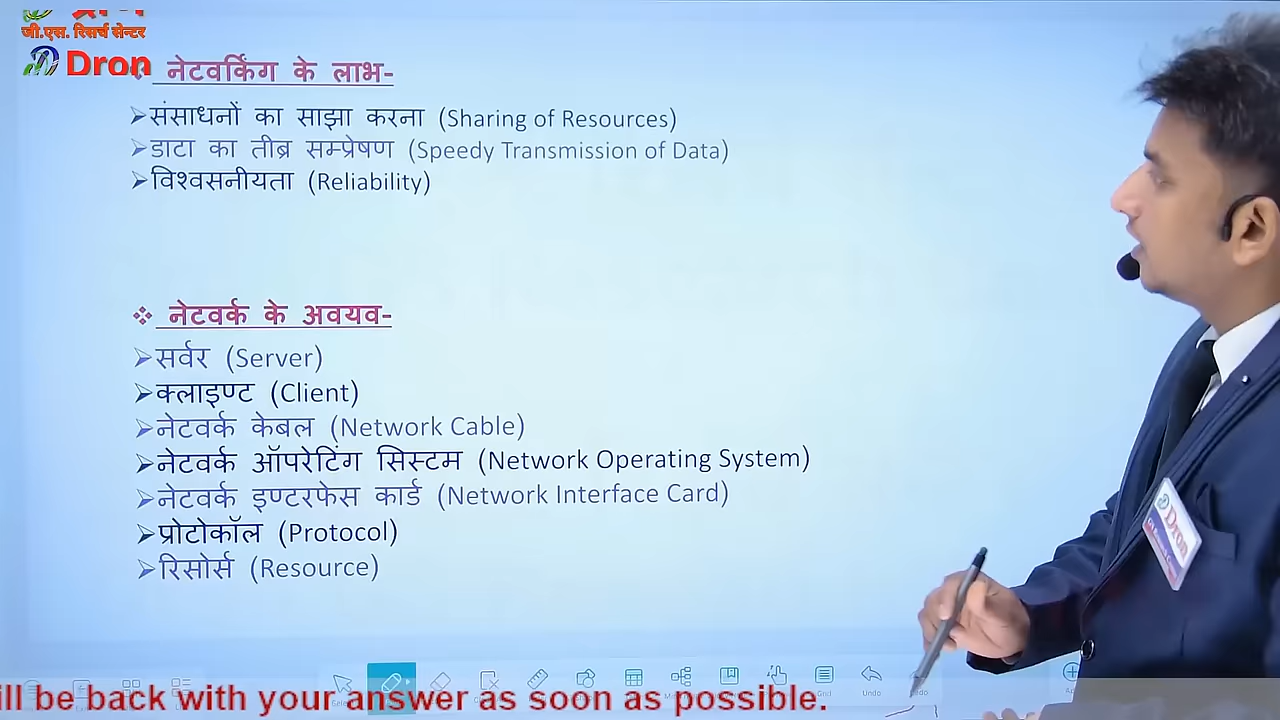 जी.एस. रिसर्च सेन्टर
Dron
नेटवर्किंग के लाभ-
➢संसाधनों का साझा करना (Sharing of Resources)
➢डाटा का तीब्र सम्प्रेषण (Speedy Transmission of Data)
➢विश्वसनीयता (Reliability)
❖ नेटवर्क के अवयव-
➢सर्वर (Server)
➢क्लाइण्ट (Client)
➢नेटवर्क केबल (Network Cable)
➢नेटवर्क ऑपरेटिंग सिस्टम (Network Operating System)
➢नेटवर्क इण्टरफेस कार्ड (Network Interface Card)
➢प्रोटोकॉल (Protocol)
➢रिसोर्स (Resource)
Dron
Undo
ill be back with your answer as soon as possible.